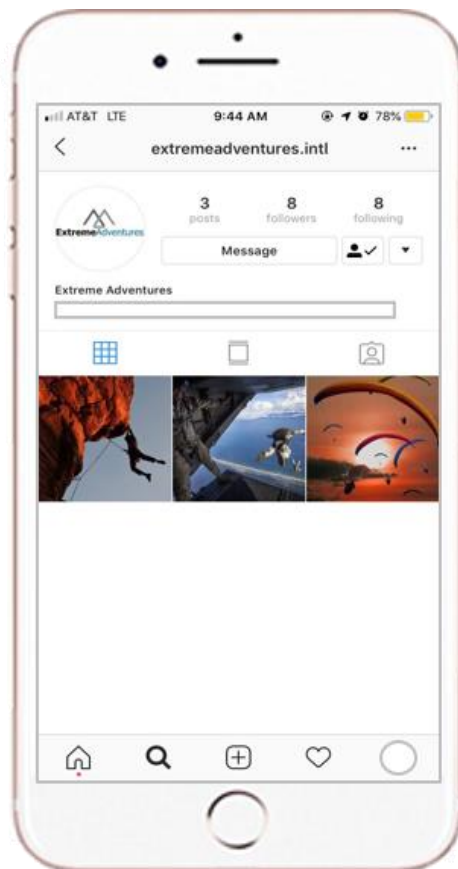 AT&T LTE 9:44 AM 78%
extremeadventures.intl
3 8 8
posts followers following
ExtremeAdventures
Message
Extreme Adventures